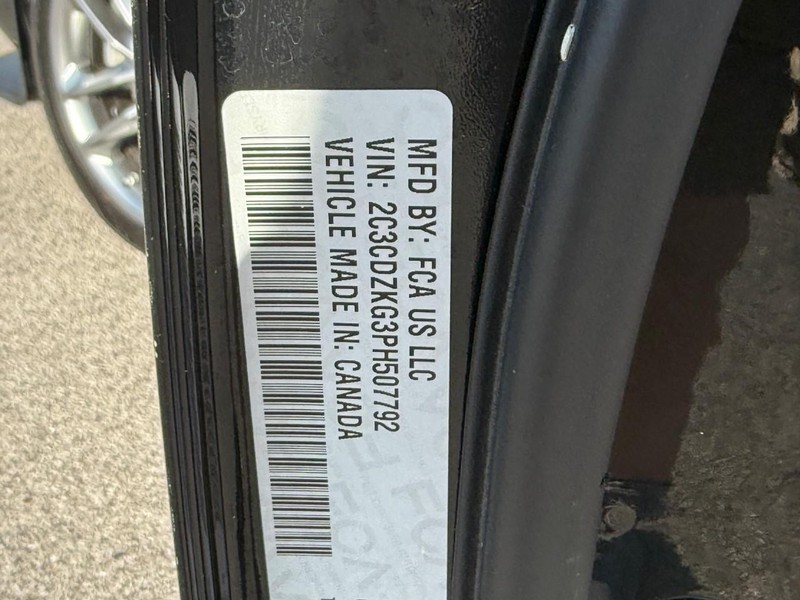 MFD BY: FCA US LLC
VIN: 2C3CDZKG3PH507792
VEHICLE MADE IN: CANADA